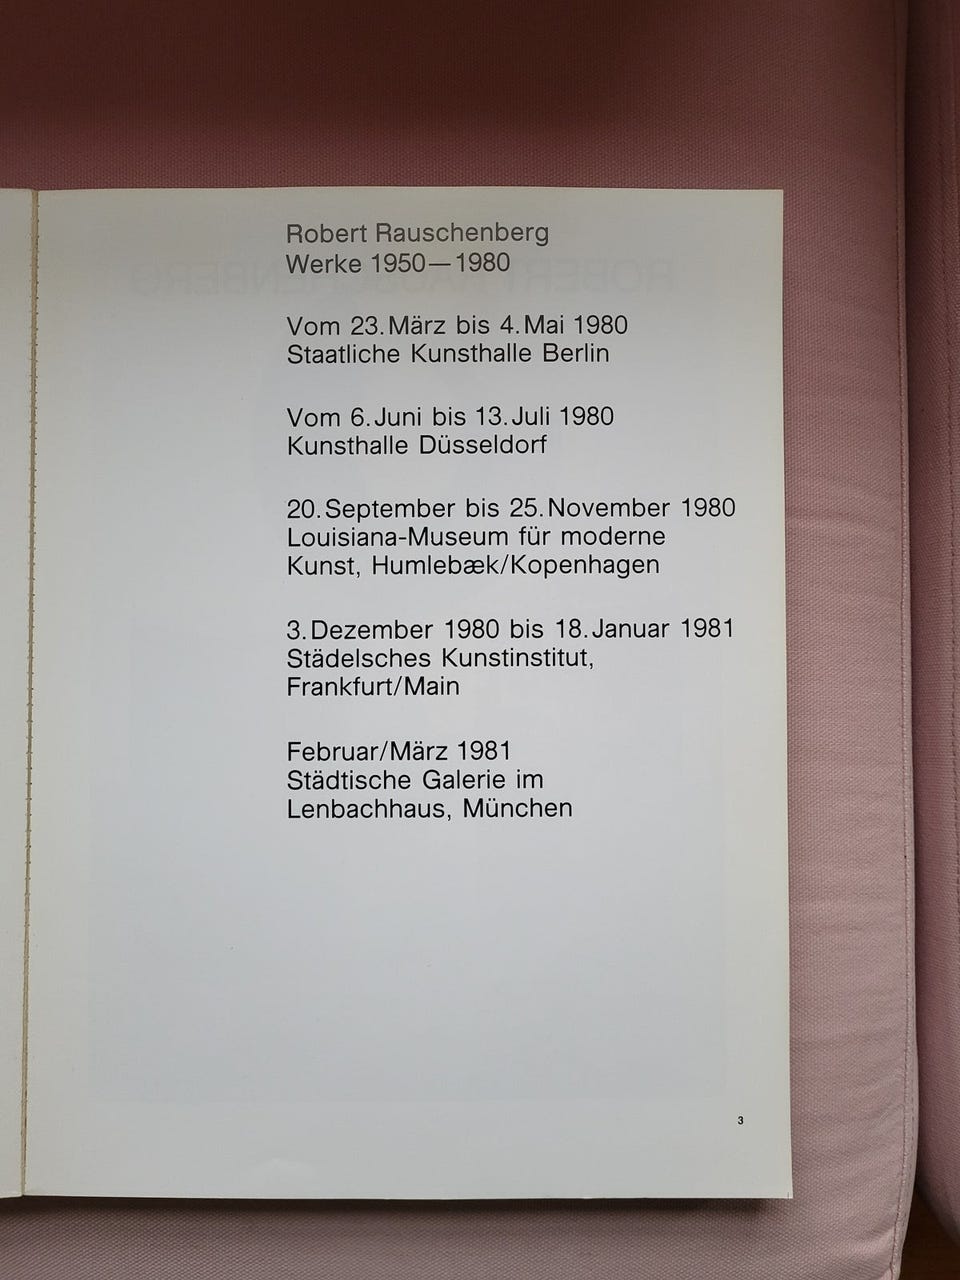 Robert Rauschenberg
Werke 1950—1980
Vom 23. März bis 4. Mai 1980
Staatliche Kunsthalle Berlin
Vom 6. Juni bis 13. Juli 1980
Kunsthalle Düsseldorf
20. September bis 25. November 1980
Louisiana-Museum für moderne
Kunst, Humlebæk/Kopenhagen
3. Dezember 1980 bis 18. Januar 1981
Städelsches Kunstinstitut,
Frankfurt/Main
Februar/März 1981
Städtische Galerie im
Lenbachhaus, München
3